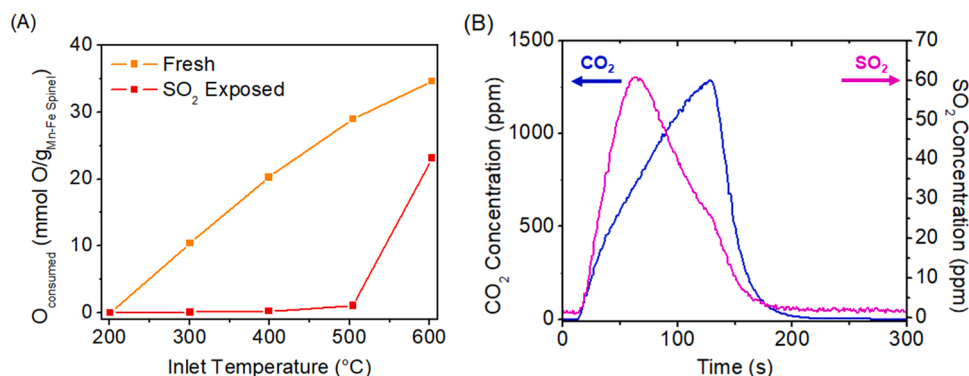 (A)
40
30
20
10
0
Fresh
SO₂ Exposed
O consumed (mmol O/g Mn-Fe Spinel)
200 300 400 500 600
Inlet Temperature (°C)
(B)
1500
1000
500
0
CO₂
SO₂
70
60
50
40
30
20
10
0
CO₂ Concentration (ppm)
SO₂ Concentration (ppm)
0 100 200 300
Time (s)